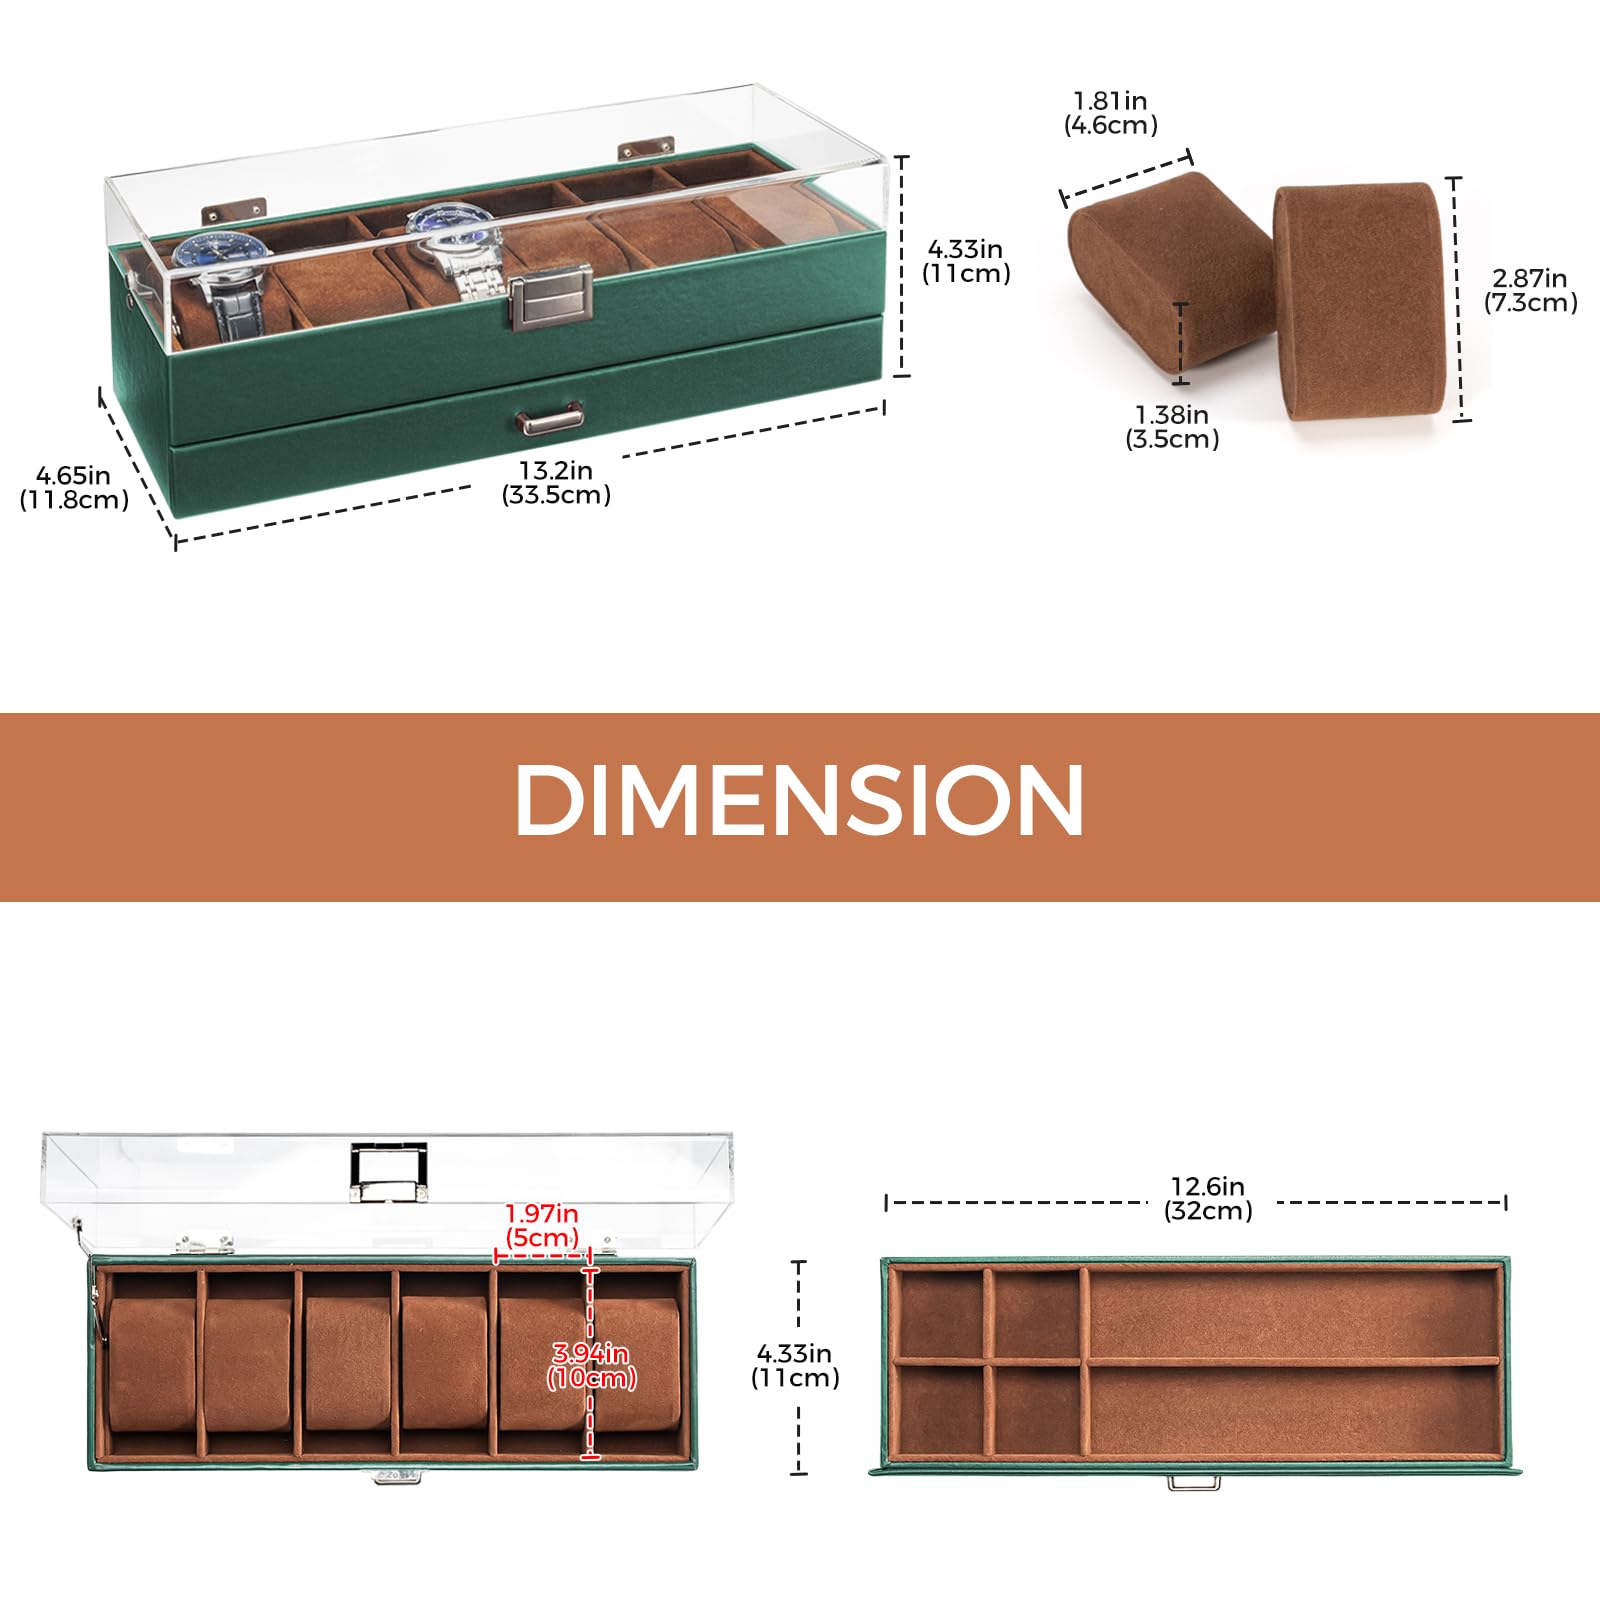 1.81in
(4.6cm)
4.33in
(11cm)
2.87in
(7.3cm)
1.38in
(3.5cm)
4.65in
(11.8cm)
13.2in
(33.5cm)
DIMENSION
1.97in
(5cm)
3.94in
(10cm)
12.6in
(32cm)
4.33in
(11cm)